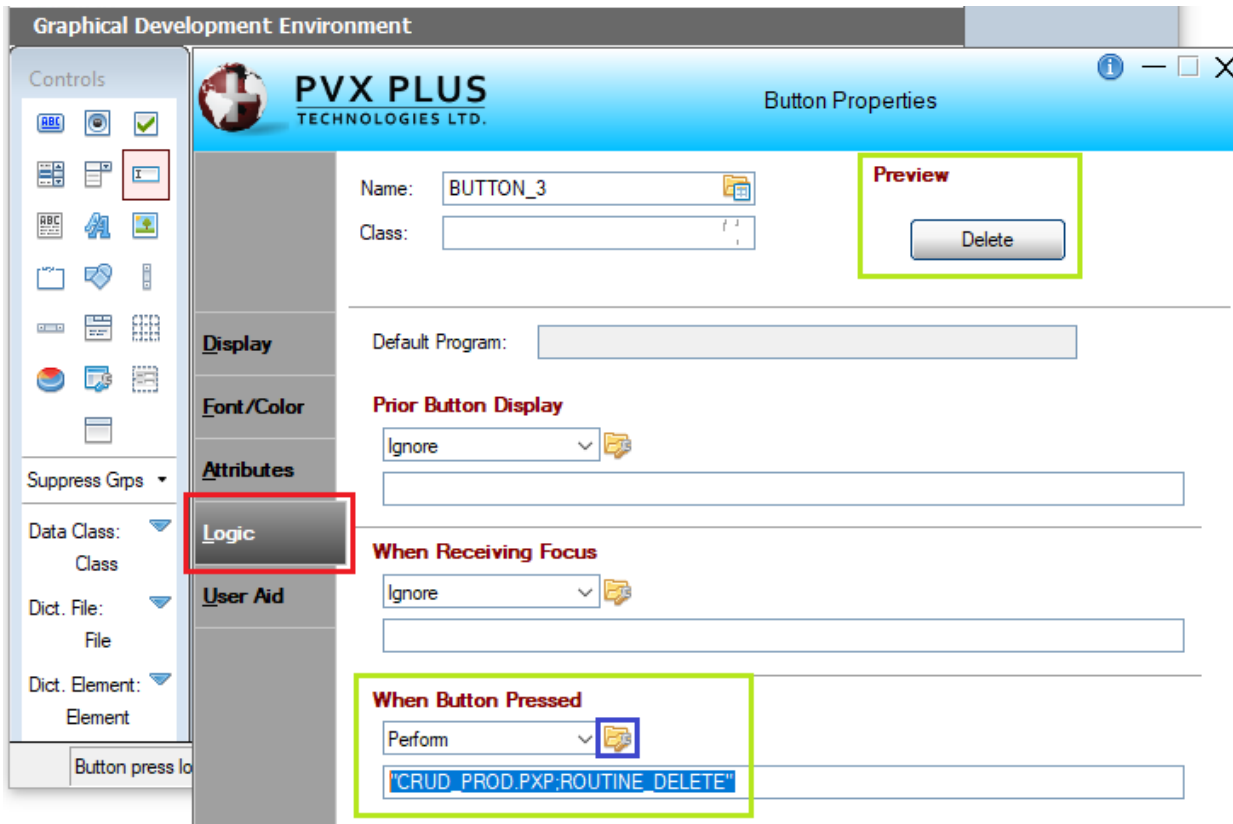 Graphical Development Environment
Controls
ABC
ABC
Suppress Grps
Data Class:
Class
Dict. File:
File
Dict. Element:
Element
Button press lo
PVX PLUS
TECHNOLOGIES LTD.
Button Properties
Name: BUTTON_3
Class:
Preview
Delete
Display
Font/Color
Attributes
Logic
User Aid
Default Program:
Prior Button Display
Ignore
When Receiving Focus
Ignore
When Button Pressed
Perform
"CRUD_PROD.PXP;ROUTINE_DELETE"